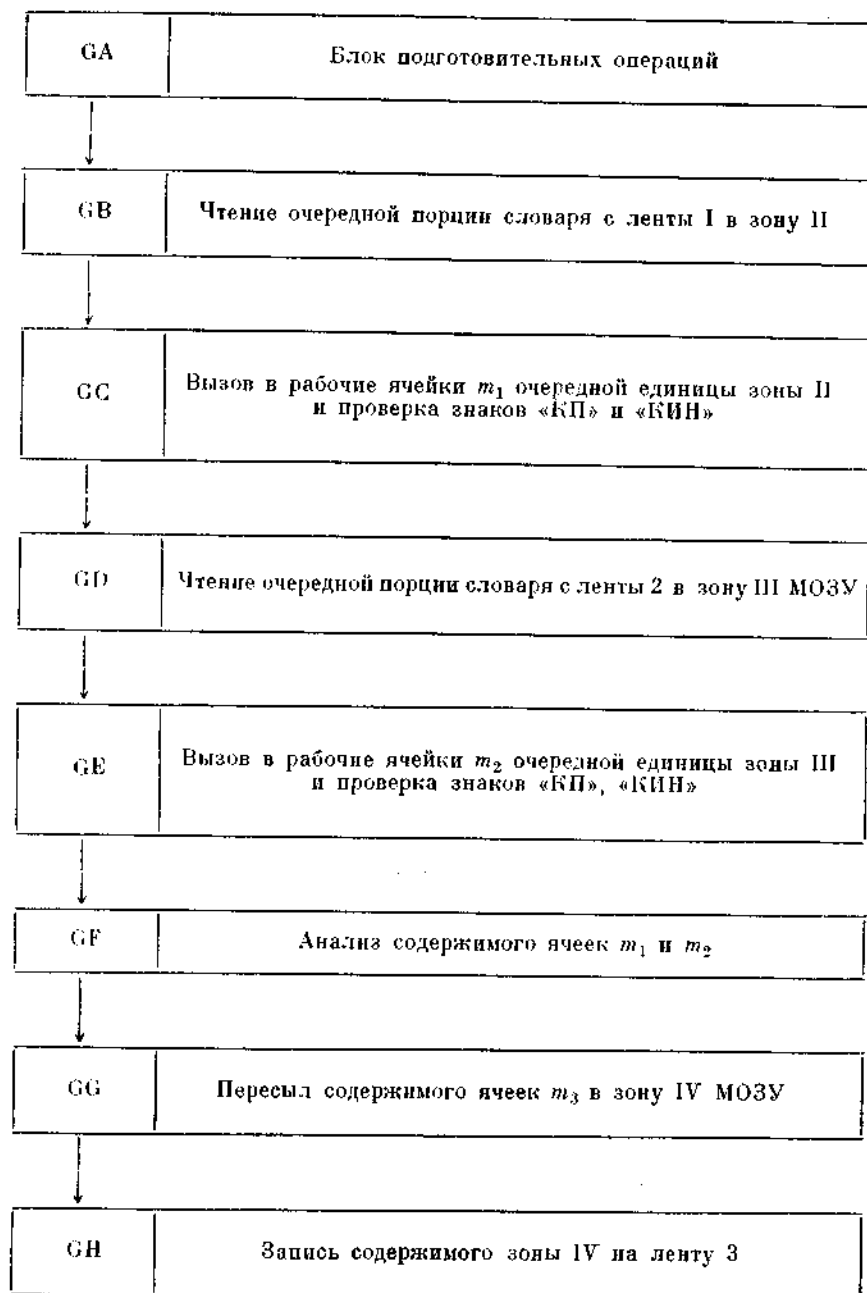 GA Блок подготовительных операций
GB Чтение очередной порции словаря с ленты I в зону II
GC Вызов в рабочие ячейки m₁ очередной единицы зоны II
и проверка знаков «КП» и «КИН»
GD Чтение очередной порции словаря с ленты 2 в зону III МОЗУ
GE Вызов в рабочие ячейки m₂ очередной единицы зоны III
и проверка знаков «КП», «КИН»
GF Анализ содержимого ячеек m₁ и m₂
GG Пересыл содержимого ячеек m₃ в зону IV МОЗУ
GH Запись содержимого зоны IV на ленту 3